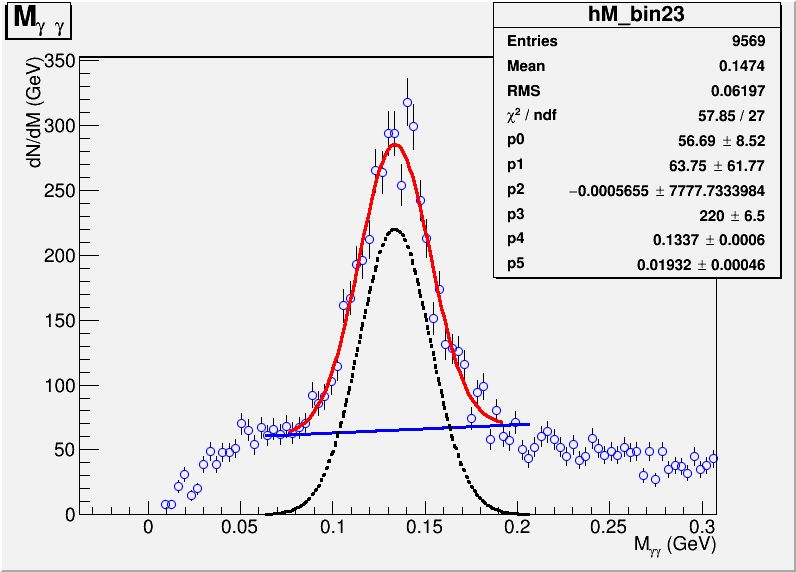 M_γ γ
hM_bin23
Entries 9569
Mean 0.1474
RMS 0.06197
χ² / ndf 57.85 / 27
p0 56.69 ± 8.52
p1 63.75 ± 61.77
p2 −0.0005655 ± 7777.7333984
p3 220 ± 6.5
p4 0.1337 ± 0.0006
p5 0.01932 ± 0.00046
dN/dM (GeV)
350
300
250
200
150
100
50
0
0 0.05 0.1 0.15 0.2 0.25 0.3
M_γγ (GeV)